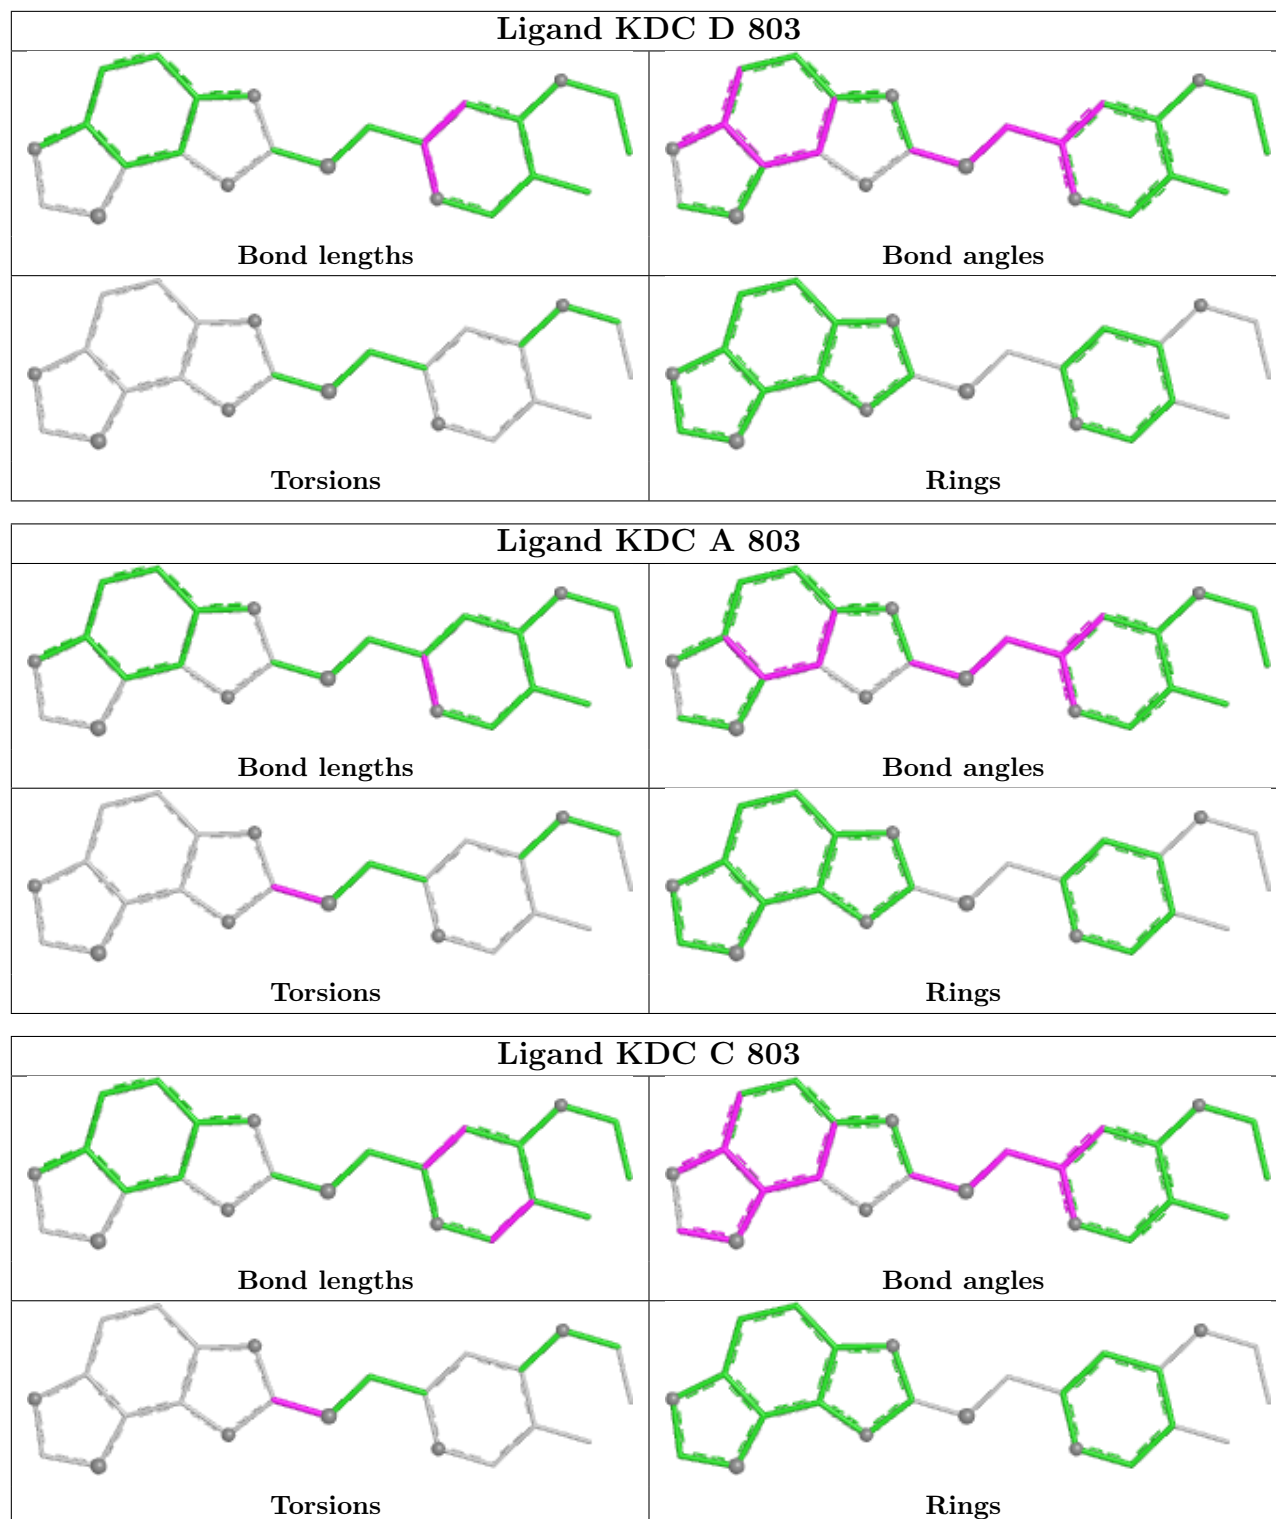 Ligand KDC D 803
Bond lengths
Bond angles
Torsions
Rings
Ligand KDC A 803
Bond lengths
Bond angles
Torsions
Rings
Ligand KDC C 803
Bond lengths
Bond angles
Torsions
Rings